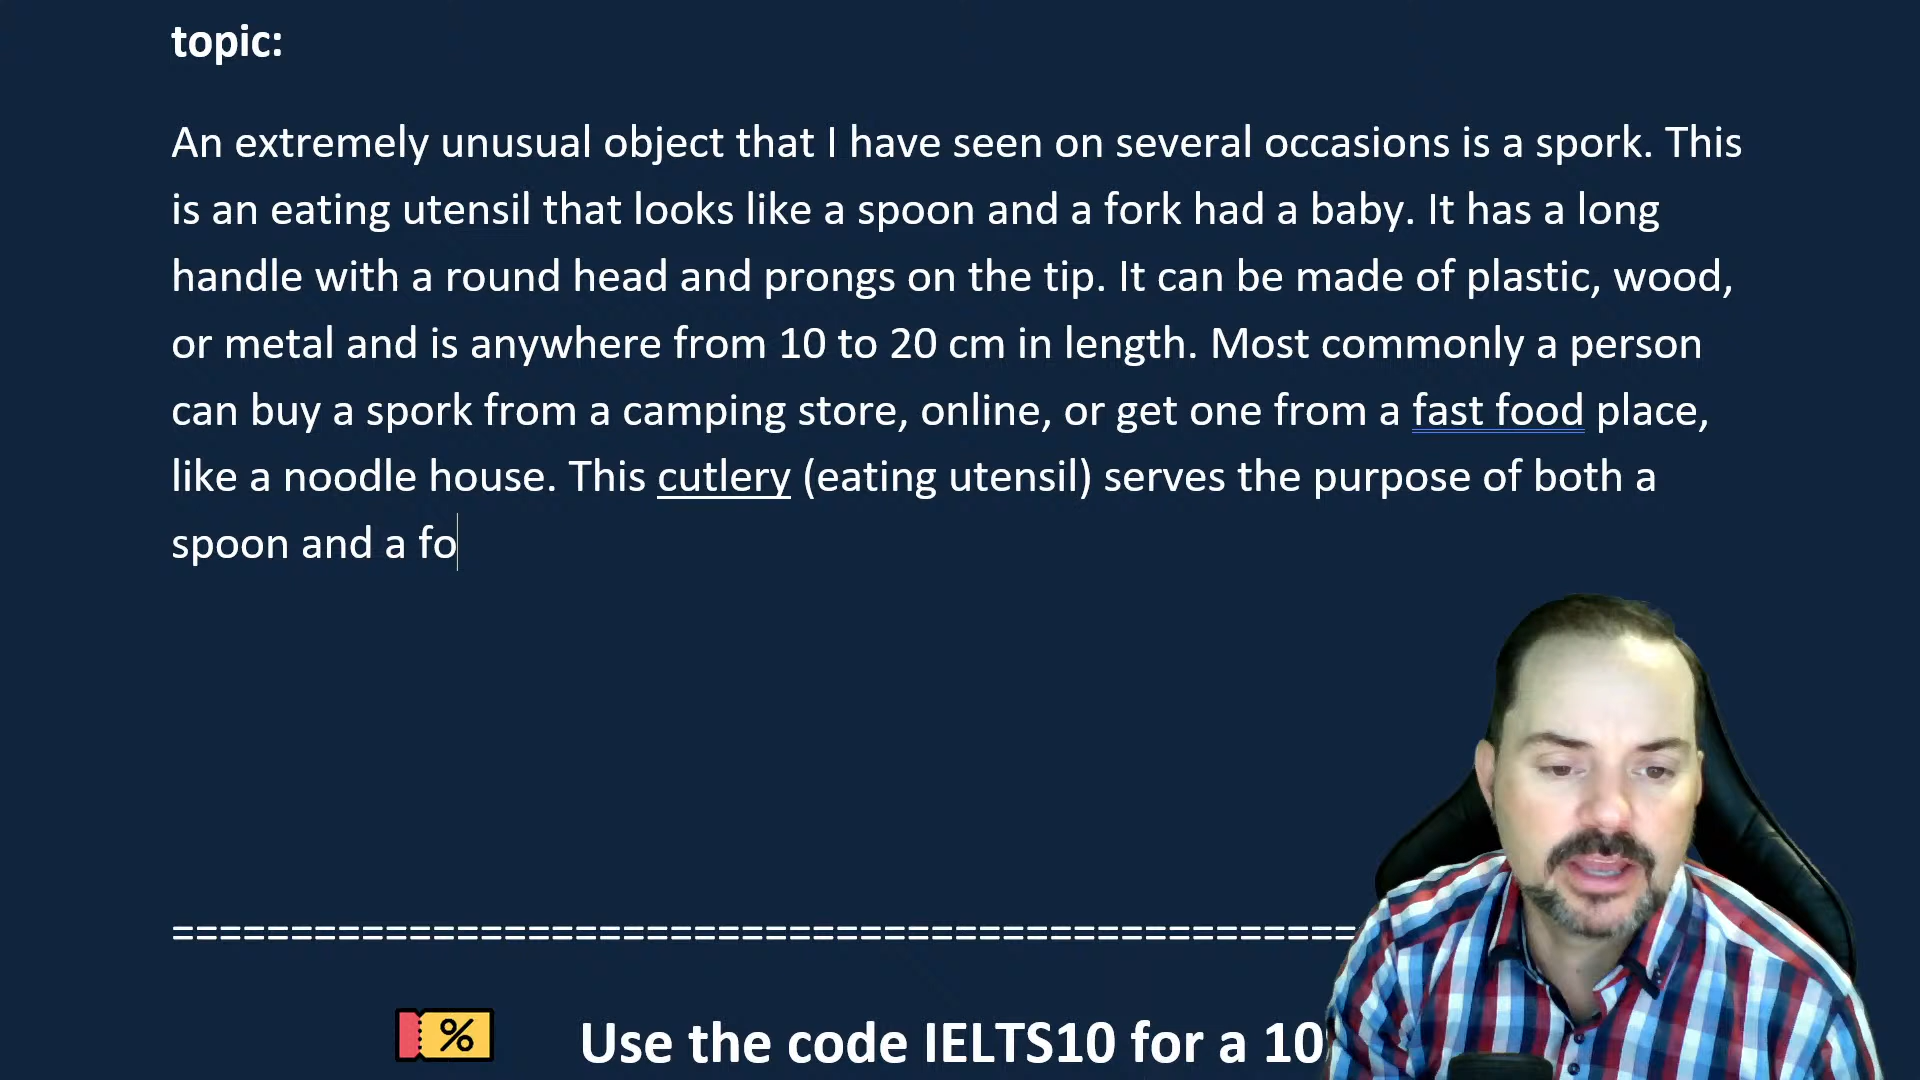 topic:
An extremely unusual object that I have seen on several occasions is a spork. This
is an eating utensil that looks like a spoon and a fork had a baby. It has a long
handle with a round head and prongs on the tip. It can be made of plastic, wood,
or metal and is anywhere from 10 to 20 cm in length. Most commonly a person
can buy a spork from a camping store, online, or get one from a fast food place,
like a noodle house. This cutlery (eating utensil) serves the purpose of both a
spoon and a fo
==================================================
%
Use the code IELTS10 for a 10